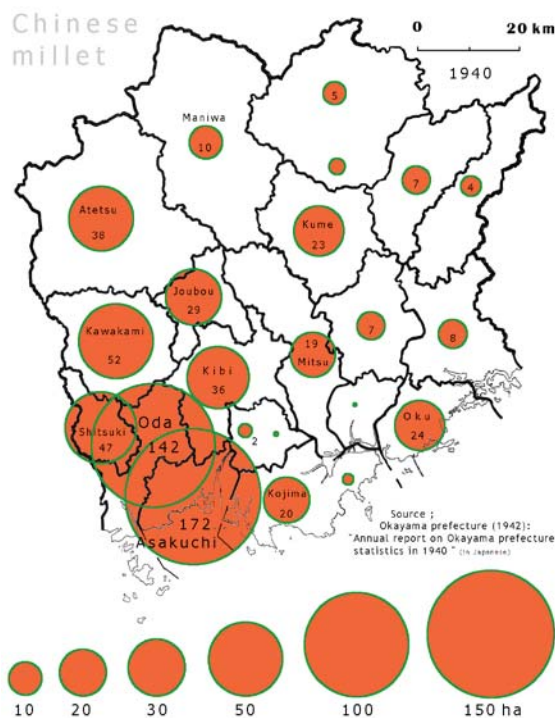 Chinese
millet
0 20 km
1940
5
Maniwa
10
7
4
Atetsu
38
Kume
23
Joubou
29
7
8
Kawakami
52
19
Mitsu
Kibi
36
Oda
142
Shitsuki
47
2
Oku
24
Kojima
20
172
Asakuchi
Source ;
Okayama prefecture (1942):
"Annual report on Okayama prefecture
statistics in 1940 " (in Japanese)
10 20 30 50 100 150 ha